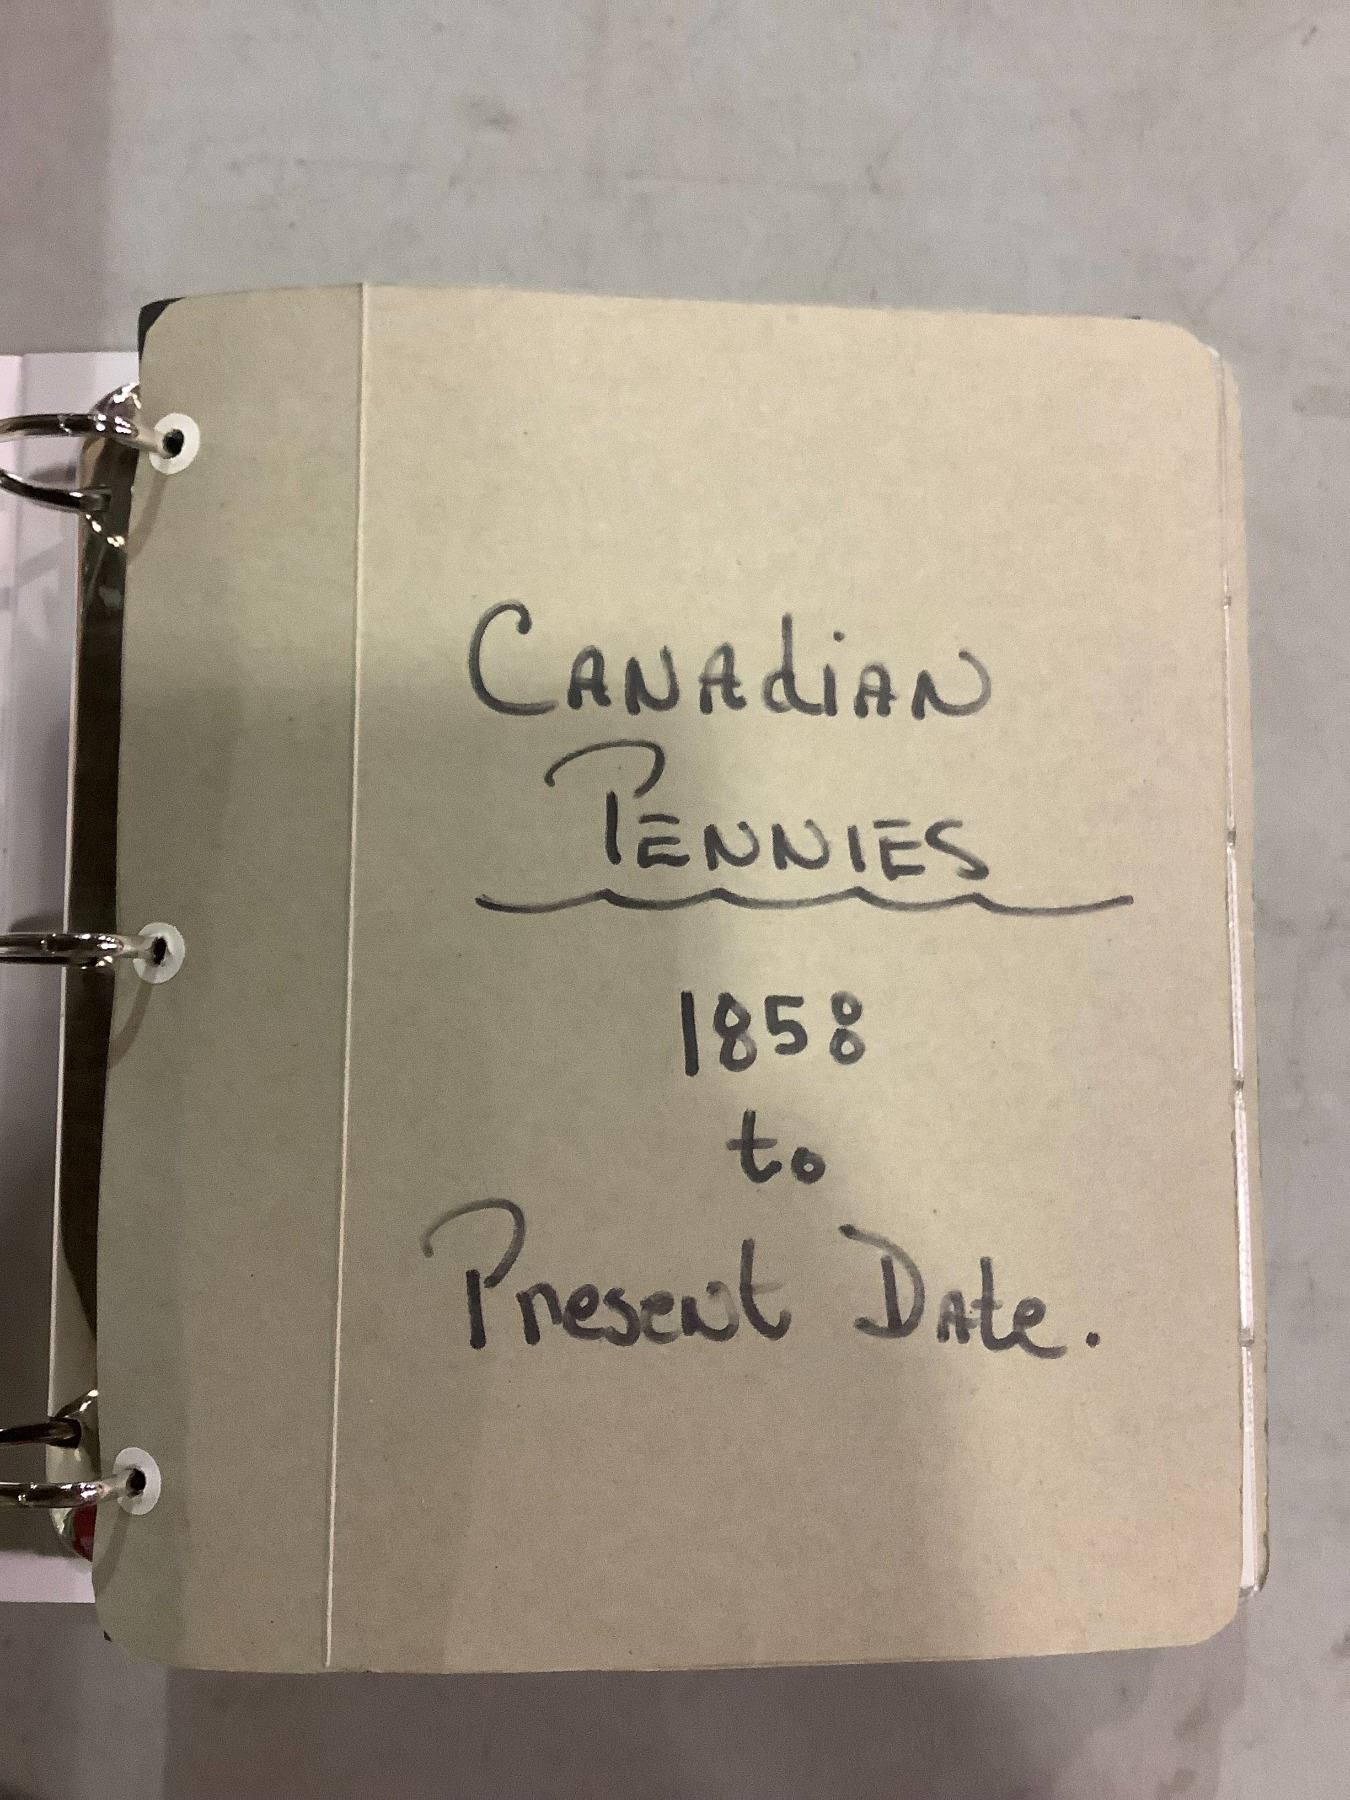 CANAdiAN
PENNIES
1858
to
Present DAte.